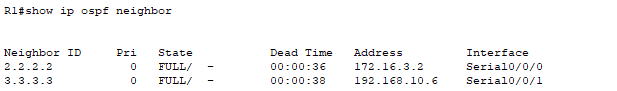 R1#show ip ospf neighbor
Neighbor ID     Pri   State           Dead Time   Address         Interface
2.2.2.2           0   FULL/  -        00:00:36    172.16.3.2      Serial0/0/0
3.3.3.3           0   FULL/  -        00:00:38    192.168.10.6    Serial0/0/1